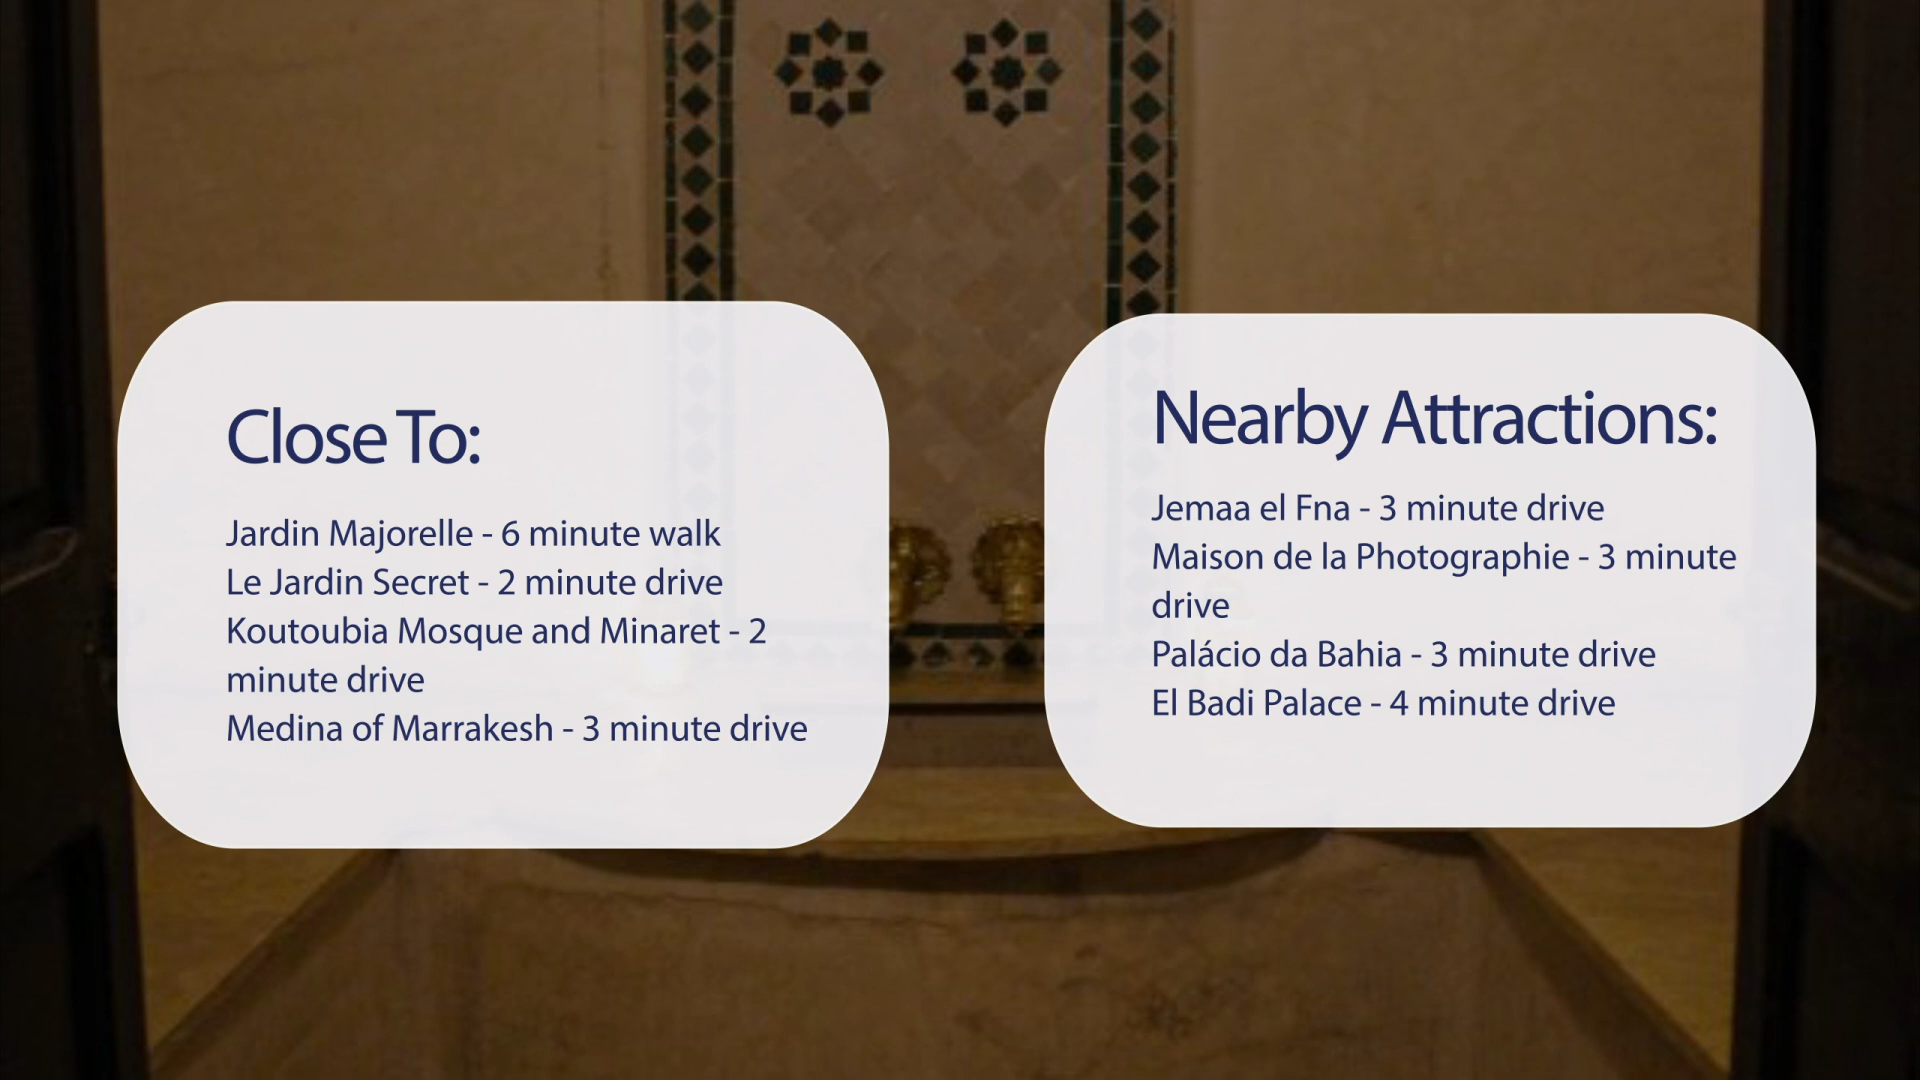 Close To:
Jardin Majorelle - 6 minute walk
Le Jardin Secret - 2 minute drive
Koutoubia Mosque and Minaret - 2
minute drive
Medina of Marrakesh - 3 minute drive
Nearby Attractions:
Jemaa el Fna - 3 minute drive
Maison de la Photographie - 3 minute
drive
Palácio da Bahia - 3 minute drive
El Badi Palace - 4 minute drive